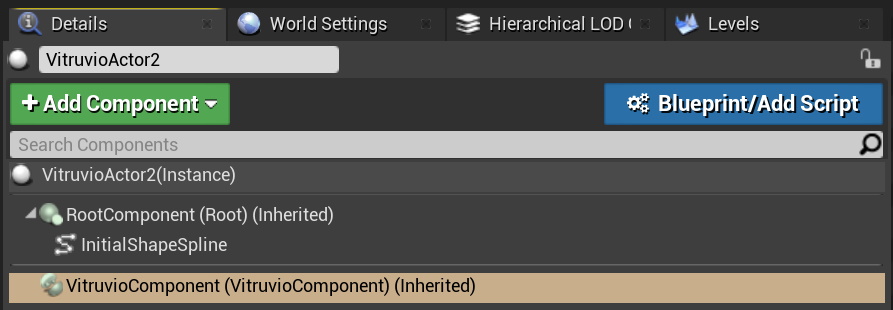 Details World Settings Hierarchical LOD Levels
VitruvioActor2
+ Add Component Blueprint/Add Script
Search Components
VitruvioActor2(Instance)
RootComponent (Root) (Inherited)
InitialShapeSpline
VitruvioComponent (VitruvioComponent) (Inherited)